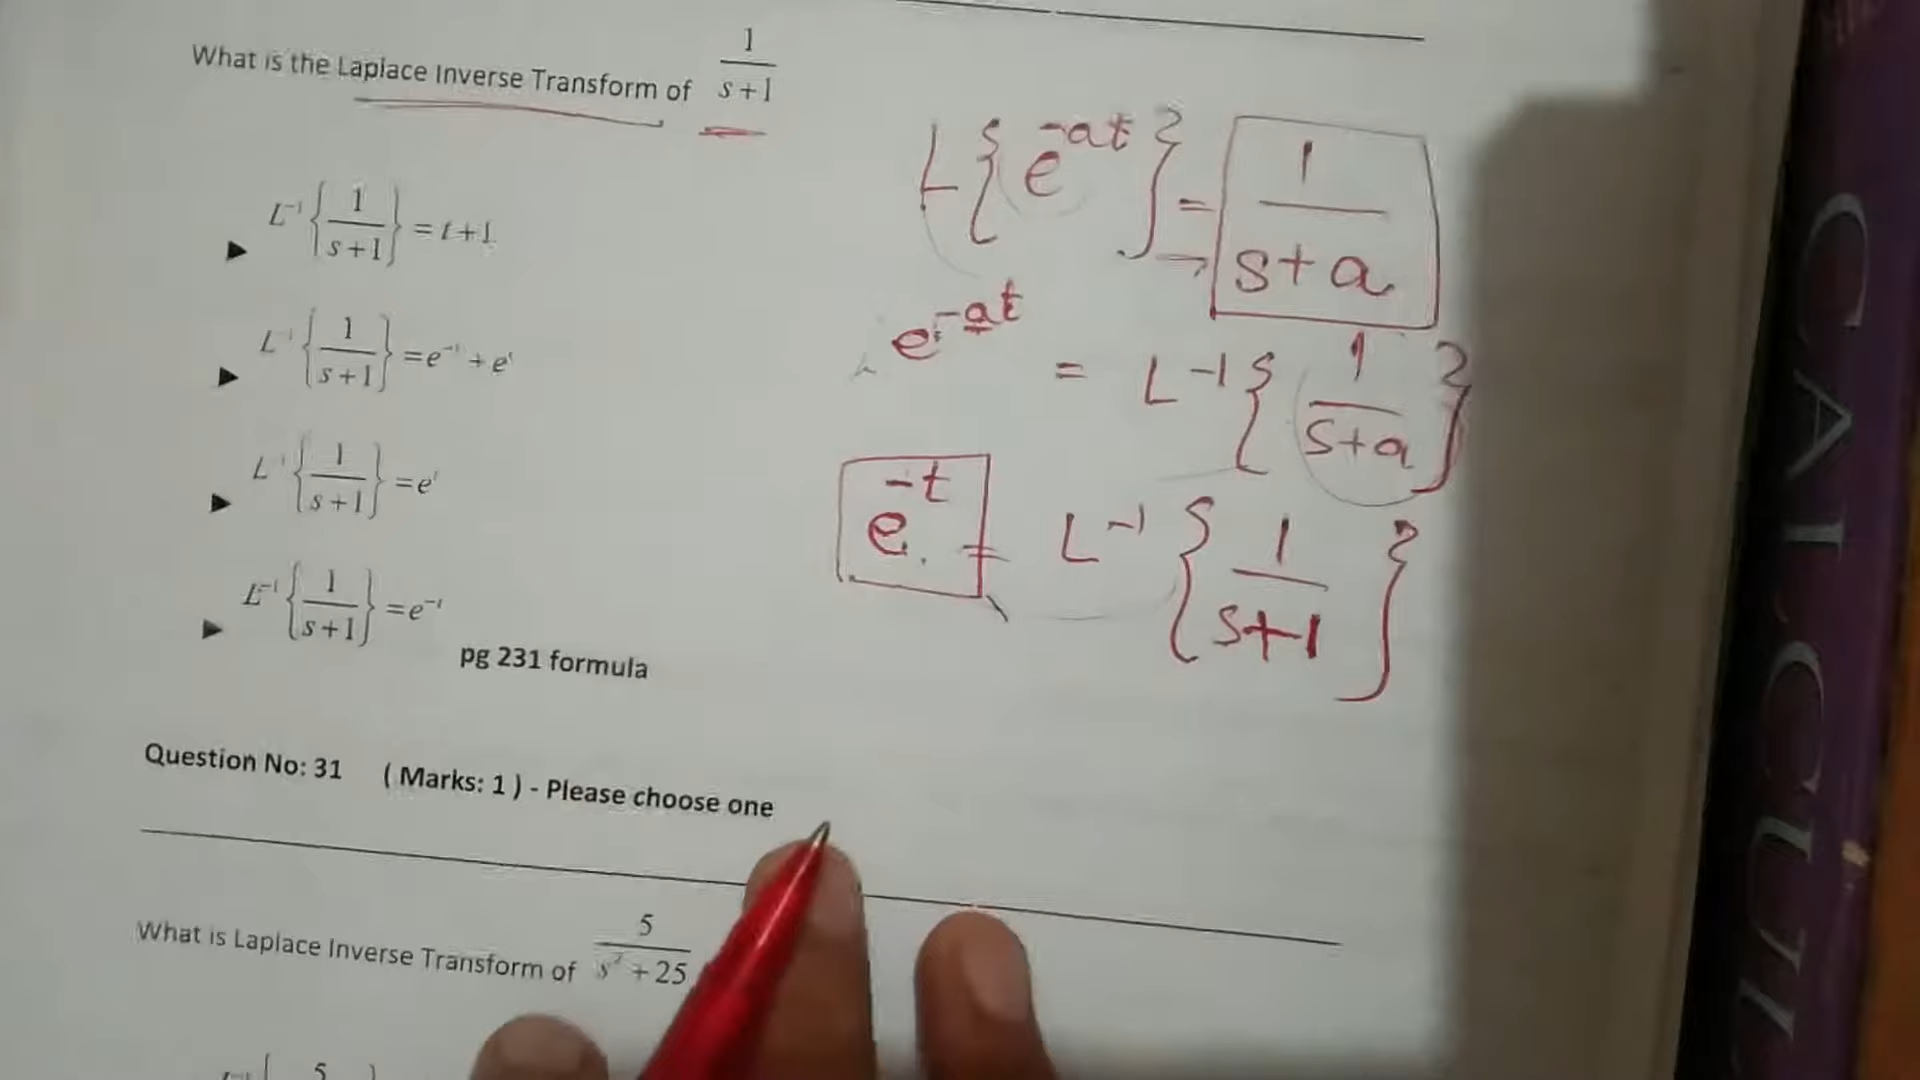 What is the Laplace Inverse Transform of 1/(s+1)
L⁻¹{1/(s+1)} = t+1
L⁻¹{1/(s+1)} = e⁻ᵗ + eᵗ
L⁻¹{1/(s+1)} = eᵗ
L⁻¹{1/(s+1)} = e⁻ᵗ
pg 231 formula
L{e⁻ᵃᵗ} = 1/(s+a)
e⁻ᵃᵗ = L⁻¹{1/(s+a)}
e⁻ᵗ = L⁻¹{1/(s+1)}
Question No: 31 ( Marks: 1 ) - Please choose one
What is Laplace Inverse Transform of 5/(s²+25)
5
CALCUL